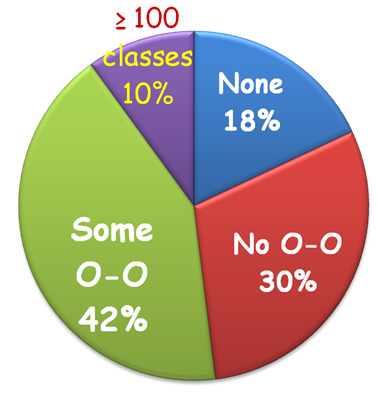 ≥ 100
classes
10%
None
18%
No O-O
30%
Some
O-O
42%